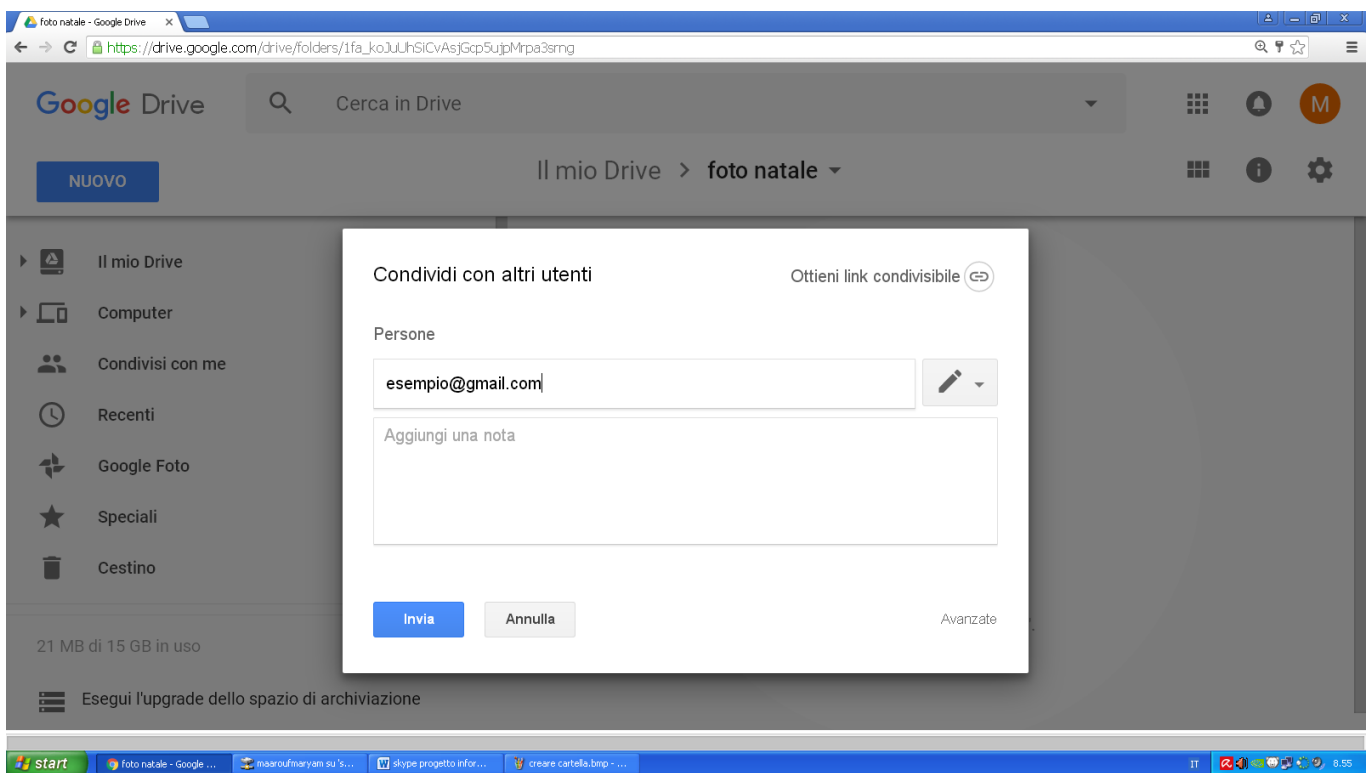 foto natale - Google Drive
https://drive.google.com/drive/folders/1fa_koJuUhSiCvAsjGcp5ujpMrpa3smg
Google Drive
Cerca in Drive
M
NUOVO
Il mio Drive > foto natale
Il mio Drive
Computer
Condivisi con me
Recenti
Google Foto
Speciali
Cestino
21 MB di 15 GB in uso
Esegui l'upgrade dello spazio di archiviazione
Condividi con altri utenti
Ottieni link condivisibile
Persone
esempio@gmail.com
Aggiungi una nota
Invia
Annulla
Avanzate
start
foto natale - Google ...
maaroufmaryam su 's...
skype progetto infor...
creare cartella.bmp - ...
IT
8.55